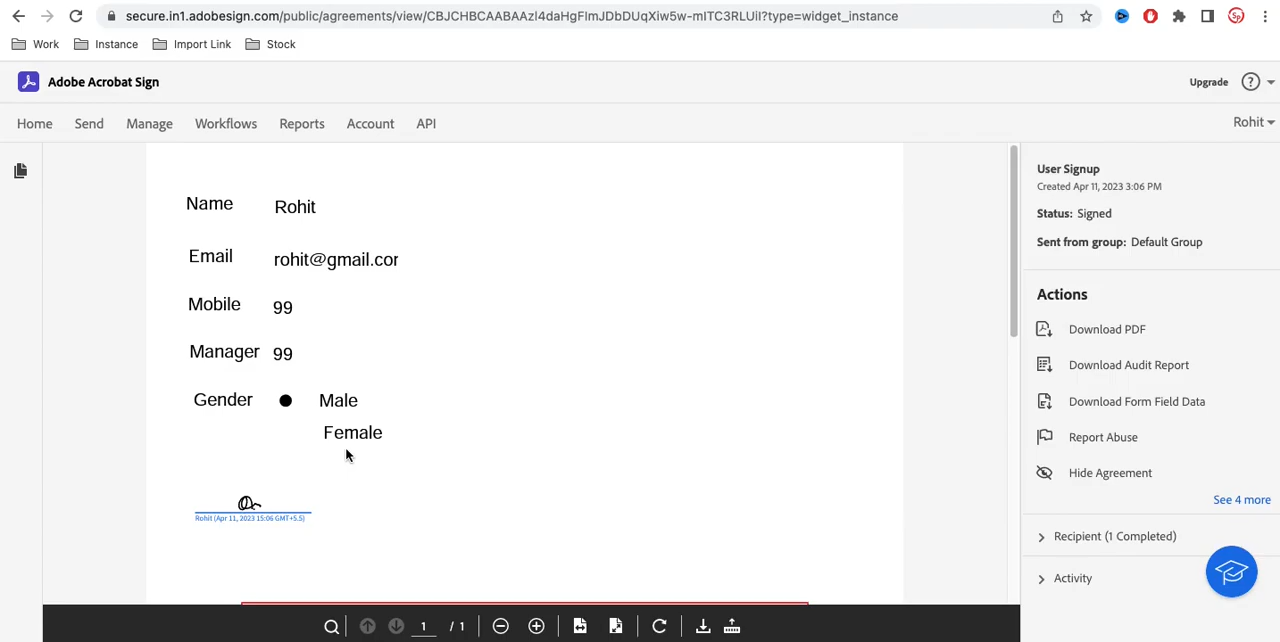 secure.in1.adobesign.com/public/agreements/view/CBJCHBCAABAAzl4daHgFImJDbDUqXiw5w-mITC3RLUiI?type=widget_instance
Work Instance Import Link Stock
Adobe Acrobat Sign
Upgrade
Home Send Manage Workflows Reports Account API
Rohit
Name Rohit
Email rohit@gmail.cor
Mobile 99
Manager 99
Gender Male
Female
Rohit (Apr 11, 2023 15:06 GMT+5.5)
User Signup
Created Apr 11, 2023 3:06 PM
Status: Signed
Sent from group: Default Group
Actions
Download PDF
Download Audit Report
Download Form Field Data
Report Abuse
Hide Agreement
See 4 more
Recipient (1 Completed)
Activity
1 / 1